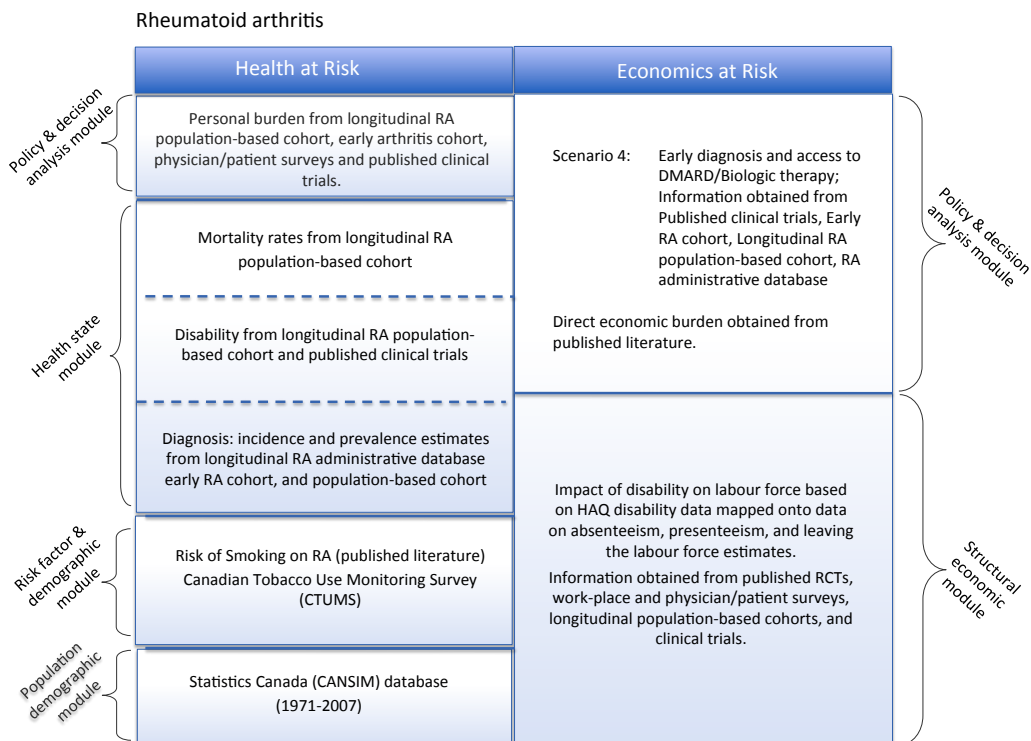 Rheumatoid arthritis
Health at Risk
Economics at Risk
Policy & decision
analysis module
Personal burden from longitudinal RA
population-based cohort, early arthritis cohort,
physician/patient surveys and published clinical
trials.
Health state
module
Mortality rates from longitudinal RA
population-based cohort
Disability from longitudinal RA population-
based cohort and published clinical trials
Diagnosis: incidence and prevalence estimates
from longitudinal RA administrative database
early RA cohort, and population-based cohort
Risk factor &
demographic
module
Risk of Smoking on RA (published literature)
Canadian Tobacco Use Monitoring Survey
(CTUMS)
Population
demographic
module
Statistics Canada (CANSIM) database
(1971-2007)
Scenario 4: Early diagnosis and access to
DMARD/Biologic therapy;
Information obtained from
Published clinical trials, Early
RA cohort, Longitudinal RA
population-based cohort, RA
administrative database
Direct economic burden obtained from
published literature.
Policy & decision
analysis module
Impact of disability on labour force based
on HAQ disability data mapped onto data
on absenteeism, presenteeism, and leaving
the labour force estimates.
Information obtained from published RCTs,
work-place and physician/patient surveys,
longitudinal population-based cohorts, and
clinical trials.
Structural
economic
module